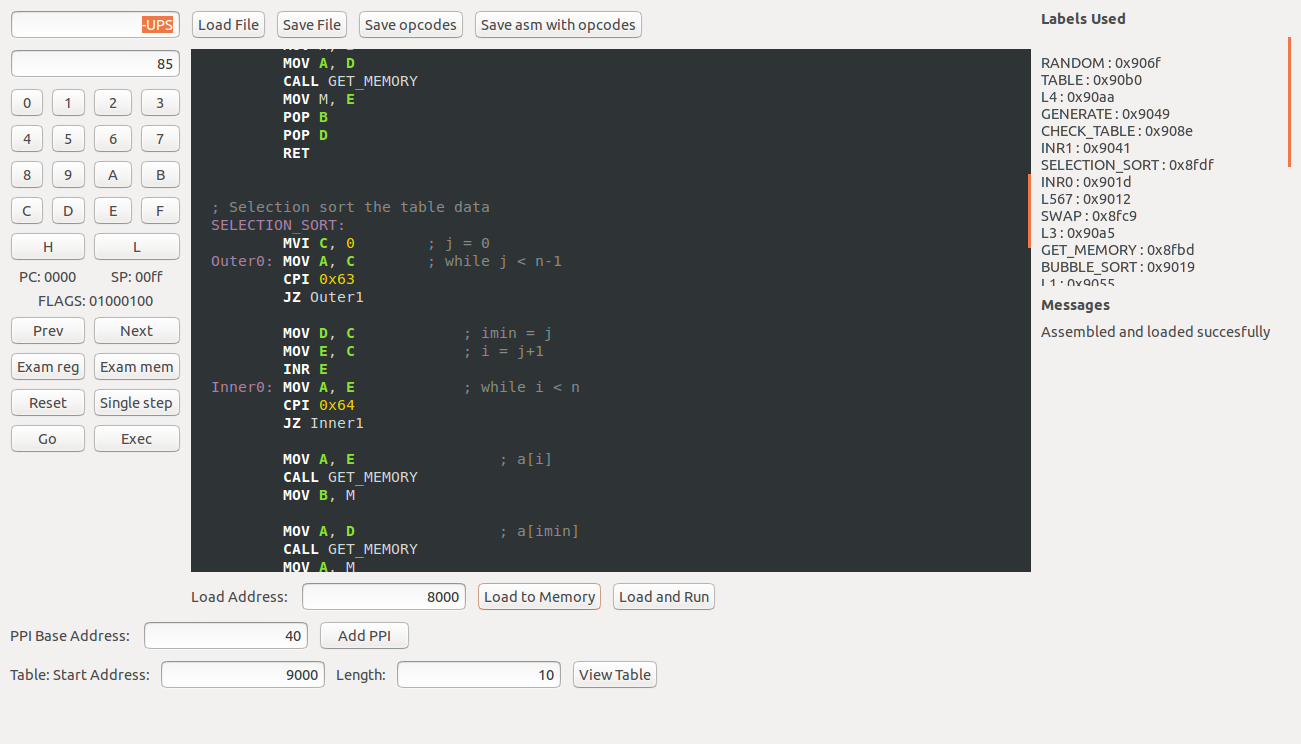 -UPS
85
0 1 2 3
4 5 6 7
8 9 A B
C D E F
H L
PC: 0000 SP: 00ff
FLAGS: 01000100
Prev Next
Exam reg Exam mem
Reset Single step
Go Exec
Load File Save File Save opcodes Save asm with opcodes
MOV A, D
CALL GET_MEMORY
MOV M, E
POP B
POP D
RET
; Selection sort the table data
SELECTION_SORT:
MVI C, 0 ; j = 0
Outer0: MOV A, C ; while j < n-1
CPI 0x63
JZ Outer1
MOV D, C ; imin = j
MOV E, C ; i = j+1
INR E
Inner0: MOV A, E ; while i < n
CPI 0x64
JZ Inner1
MOV A, E ; a[i]
CALL GET_MEMORY
MOV B, M
MOV A, D ; a[imin]
CALL GET_MEMORY
MOV A, M
Load Address: 8000 Load to Memory Load and Run
PPI Base Address: 40 Add PPI
Table: Start Address: 9000 Length: 10 View Table
Labels Used
RANDOM : 0x906f
TABLE : 0x90b0
L4 : 0x90aa
GENERATE : 0x9049
CHECK_TABLE : 0x908e
INR1 : 0x9041
SELECTION_SORT : 0x8fdf
INR0 : 0x901d
L567 : 0x9012
SWAP : 0x8fc9
L3 : 0x90a5
GET_MEMORY : 0x8fbd
BUBBLE_SORT : 0x9019
L1 : 0x9055
Messages
Assembled and loaded succesfully